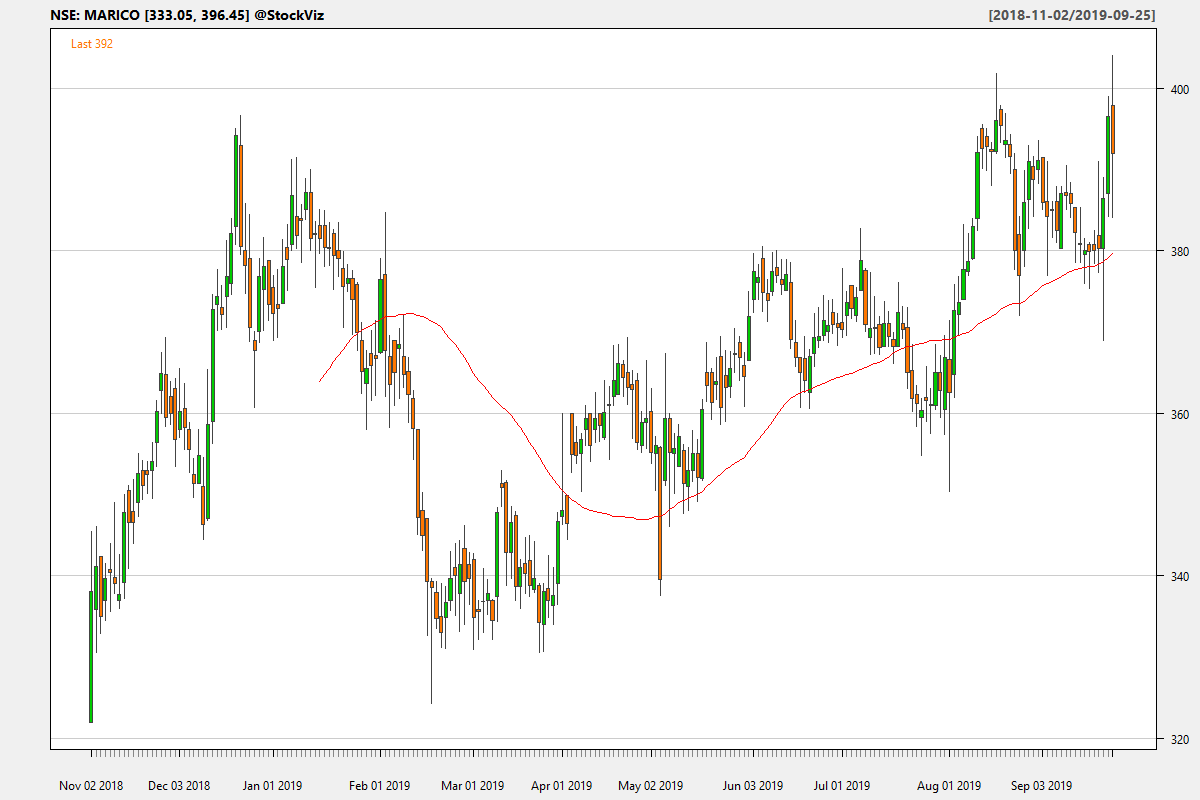 NSE: MARICO [333.05, 396.45] @StockViz [2018-11-02/2019-09-25]
Last 392
400
380
360
340
320
Nov 02 2018 Dec 03 2018 Jan 01 2019 Feb 01 2019 Mar 01 2019 Apr 01 2019 May 02 2019 Jun 03 2019 Jul 01 2019 Aug 01 2019 Sep 03 2019